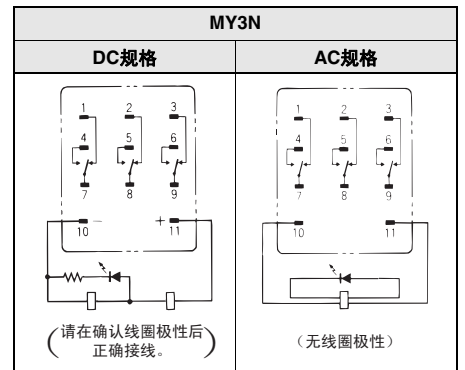 MY3N
DC规格
AC规格
1 2 3
4 5 6
7 8 9
− +
10 11
(请在确认线圈极性后
正确接线。)
1 2 3
4 5 6
7 8 9
10 11
（无线圈极性）